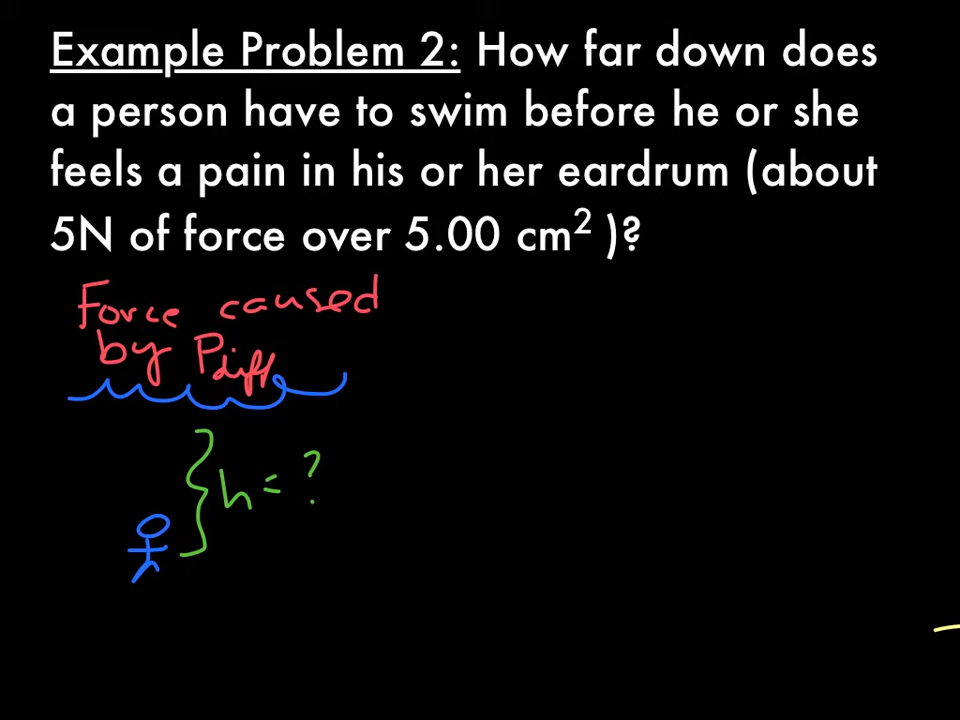 Example Problem 2: How far down does
a person have to swim before he or she
feels a pain in his or her eardrum (about
5N of force over 5.00 cm² )?
Force caused
by Pdiff
h = ?